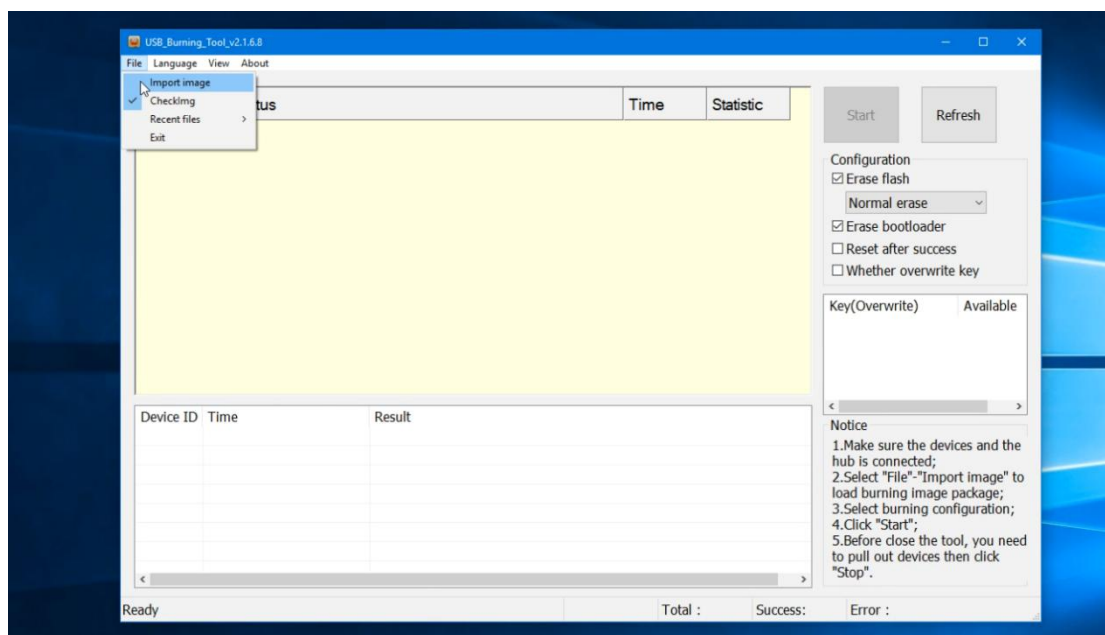 USB_Burning_Tool_v2.1.6.8
File Language View About
Import image
CheckImg
Recent files
Exit
tus Time Statistic
Start Refresh
Configuration
Erase flash
Normal erase
Erase bootloader
Reset after success
Whether overwrite key
Key(Overwrite) Available
Device ID Time Result
Notice
1.Make sure the devices and the
hub is connected;
2.Select "File"-"Import image" to
load burning image package;
3.Select burning configuration;
4.Click "Start";
5.Before close the tool, you need
to pull out devices then click
"Stop".
Ready Total : Success: Error :